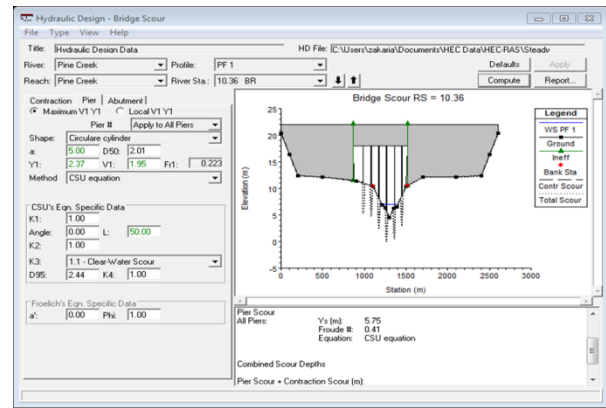 Hydraulic Design - Bridge Scour
File Type View Help
Title: Hydraulic Design Data HD File: C:\Users\zakaria\Documents\HEC Data\HEC-RAS\Steady
River: Pine Creek Profile: PF 1 Defaults Apply
Reach: Pine Creek River Sta.: 10.36 BR Compute Report...
Contraction Pier Abutment
Maximum V1 Y1 Local V1 Y1
Pier # Apply to All Piers
Shape: Circulare cylinder
a: 5.00 D50: 2.01
Y1: 2.37 V1: 1.95 Fr1: 0.223
Method CSU equation
CSU's Eqn. Specific Data
K1: 1.00
Angle: 0.00 L: 50.00
K2: 1.00
K3: 1.1 - Clear-Water Scour
D95: 2.44 K4: 1.00
Froelich's Eqn. Specific Data
a': 0.00 Phi: 1.00
Bridge Scour RS = 10.36
Elevation (m)
25
20
15
10
5
0
-5
0 500 1000 1500 2000 2500 3000
Station (m)
Legend
WS PF 1
Ground
Ineff
Bank Sta
Contr Scour
Total Scour
Pier Scour
All Piers: Ys (m): 5.75
Froude #: 0.41
Equation: CSU equation
Combined Scour Depths
Pier Scour + Contraction Scour (m):